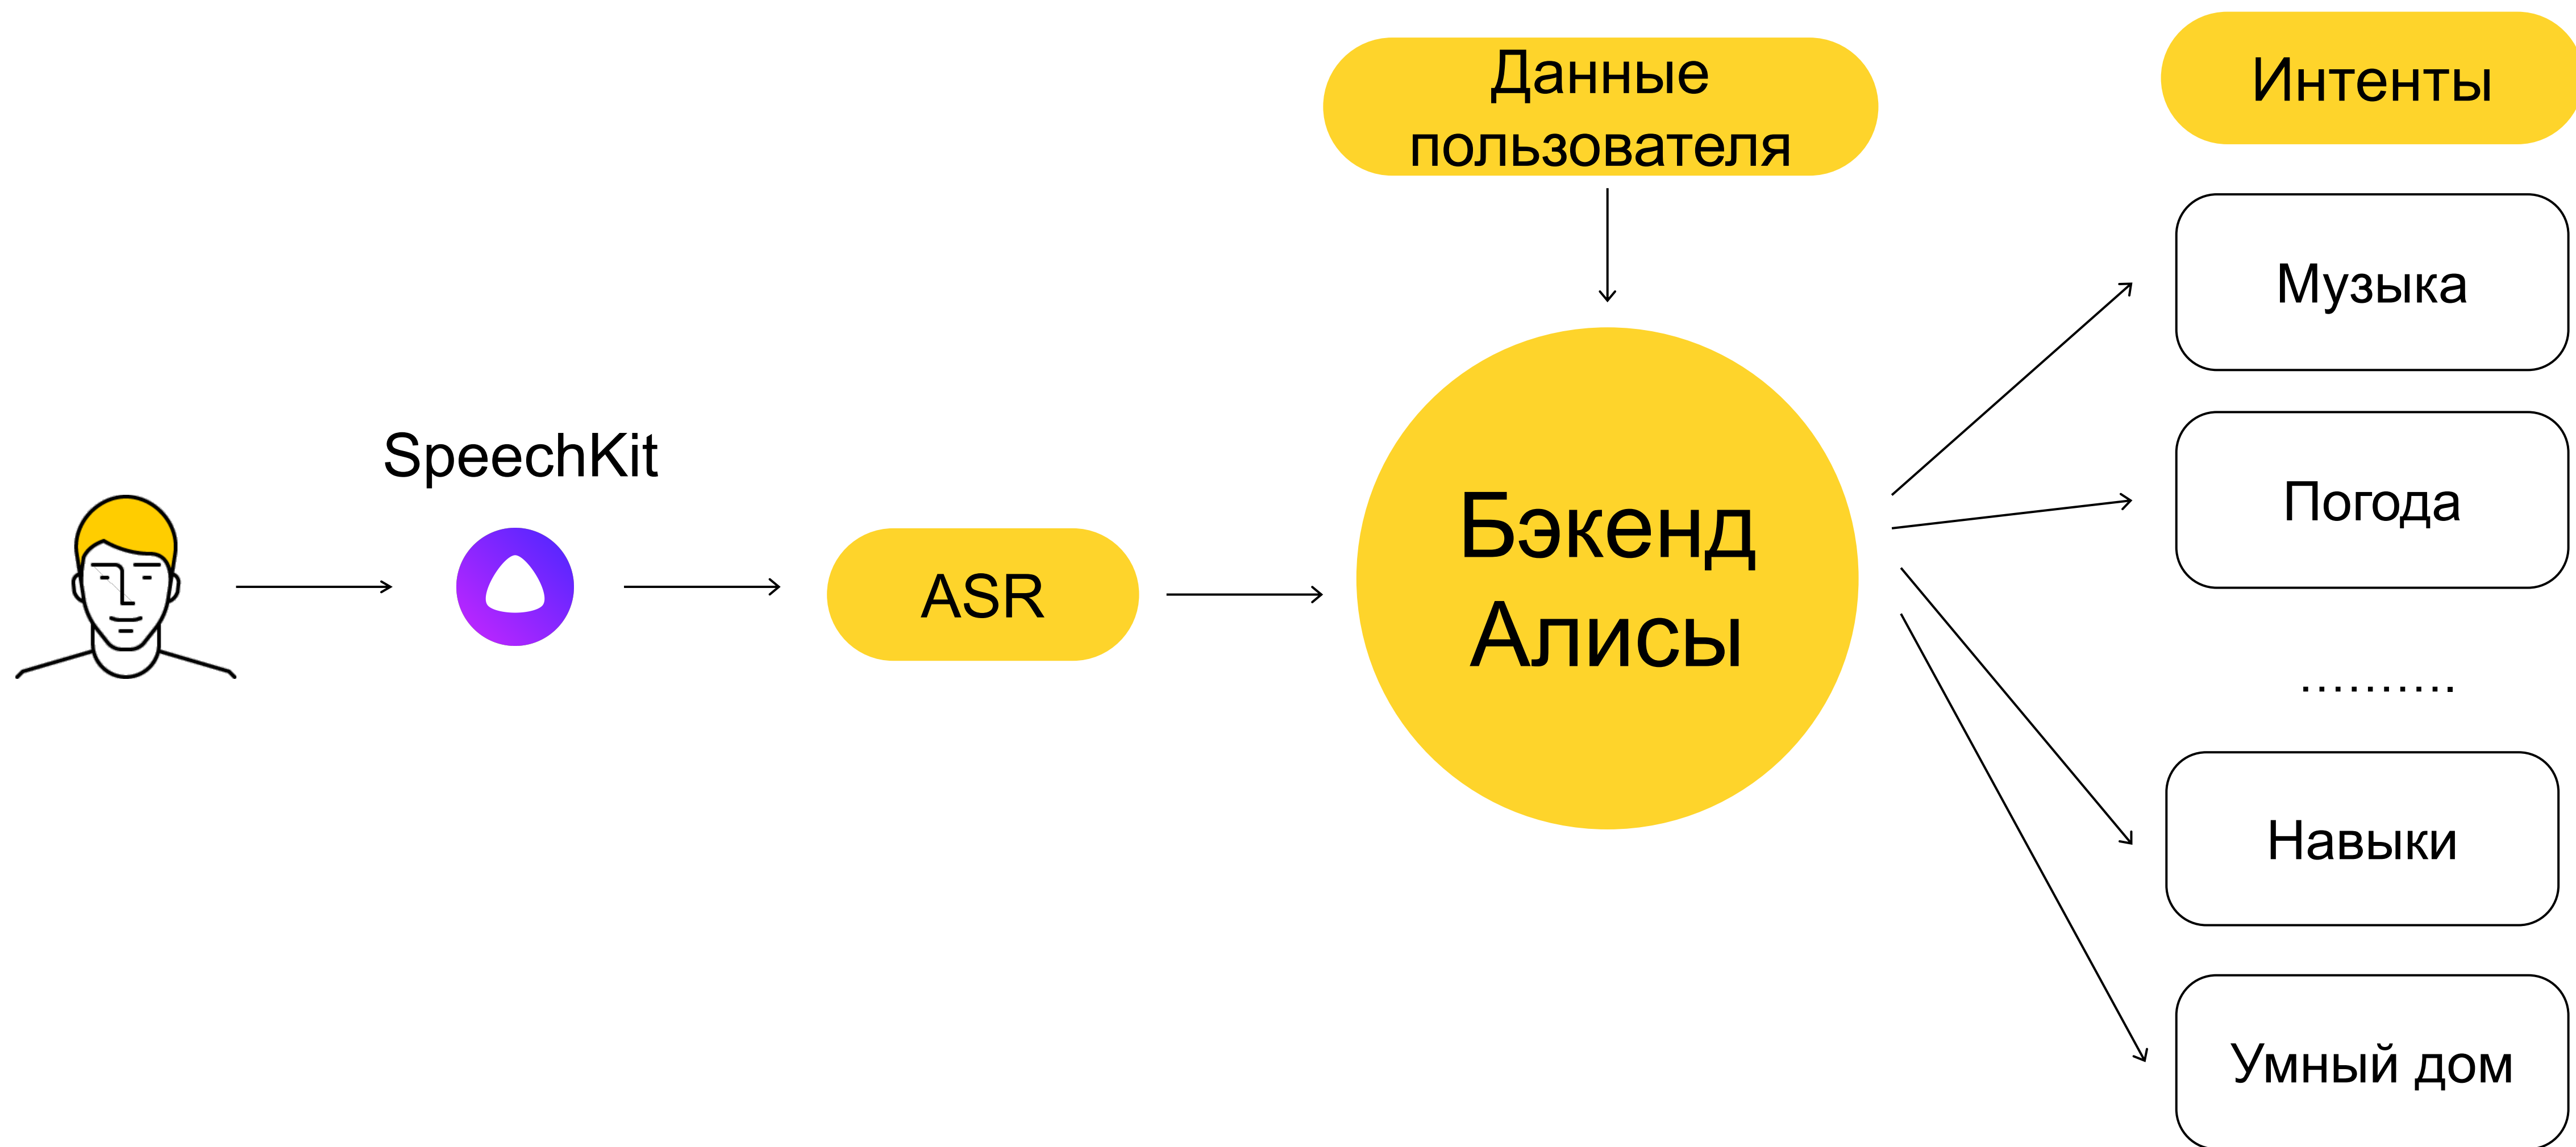 Данные
пользователя
Интенты
Музыка
SpeechKit
Погода
ASR
Бэкенд
Алисы
..........
Навыки
Умный дом